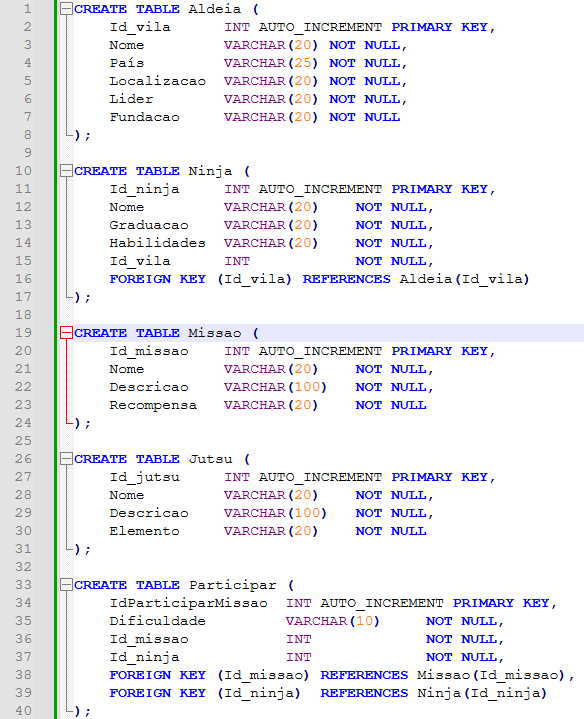 1 CREATE TABLE Aldeia (
2 Id_vila INT AUTO_INCREMENT PRIMARY KEY,
3 Nome VARCHAR(20) NOT NULL,
4 País VARCHAR(25) NOT NULL,
5 Localizacao VARCHAR(20) NOT NULL,
6 Lider VARCHAR(20) NOT NULL,
7 Fundacao VARCHAR(20) NOT NULL
8 );
9
10 CREATE TABLE Ninja (
11 Id_ninja INT AUTO_INCREMENT PRIMARY KEY,
12 Nome VARCHAR(20) NOT NULL,
13 Graduacao VARCHAR(20) NOT NULL,
14 Habilidades VARCHAR(20) NOT NULL,
15 Id_vila INT NOT NULL,
16 FOREIGN KEY (Id_vila) REFERENCES Aldeia(Id_vila)
17 );
18
19 CREATE TABLE Missao (
20 Id_missao INT AUTO_INCREMENT PRIMARY KEY,
21 Nome VARCHAR(20) NOT NULL,
22 Descricao VARCHAR(100) NOT NULL,
23 Recompensa VARCHAR(20) NOT NULL
24 );
25
26 CREATE TABLE Jutsu (
27 Id_jutsu INT AUTO_INCREMENT PRIMARY KEY,
28 Nome VARCHAR(20) NOT NULL,
29 Descricao VARCHAR(100) NOT NULL,
30 Elemento VARCHAR(20) NOT NULL
31 );
32
33 CREATE TABLE Participar (
34 IdParticiparMissao INT AUTO_INCREMENT PRIMARY KEY,
35 Dificuldade VARCHAR(10) NOT NULL,
36 Id_missao INT NOT NULL,
37 Id_ninja INT NOT NULL,
38 FOREIGN KEY (Id_missao) REFERENCES Missao(Id_missao),
39 FOREIGN KEY (Id_ninja) REFERENCES Ninja(Id_ninja)
40 );